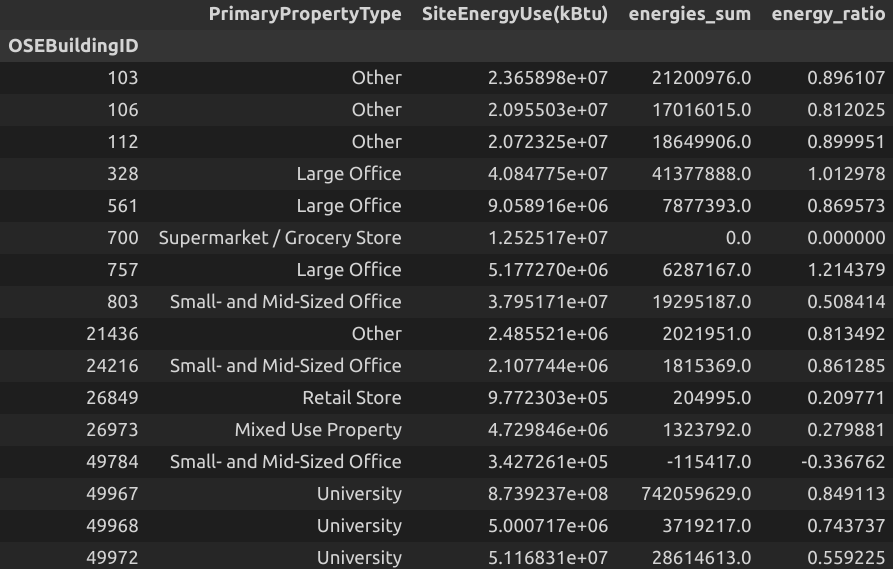 PrimaryPropertyType SiteEnergyUse(kBtu) energies_sum energy_ratio
OSEBuildingID
103 Other 2.365898e+07 21200976.0 0.896107
106 Other 2.095503e+07 17016015.0 0.812025
112 Other 2.072325e+07 18649906.0 0.899951
328 Large Office 4.084775e+07 41377888.0 1.012978
561 Large Office 9.058916e+06 7877393.0 0.869573
700 Supermarket / Grocery Store 1.252517e+07 0.0 0.000000
757 Large Office 5.177270e+06 6287167.0 1.214379
803 Small- and Mid-Sized Office 3.795171e+07 19295187.0 0.508414
21436 Other 2.485521e+06 2021951.0 0.813492
24216 Small- and Mid-Sized Office 2.107744e+06 1815369.0 0.861285
26849 Retail Store 9.772303e+05 204995.0 0.209771
26973 Mixed Use Property 4.729846e+06 1323792.0 0.279881
49784 Small- and Mid-Sized Office 3.427261e+05 -115417.0 -0.336762
49967 University 8.739237e+08 742059629.0 0.849113
49968 University 5.000717e+06 3719217.0 0.743737
49972 University 5.116831e+07 28614613.0 0.559225